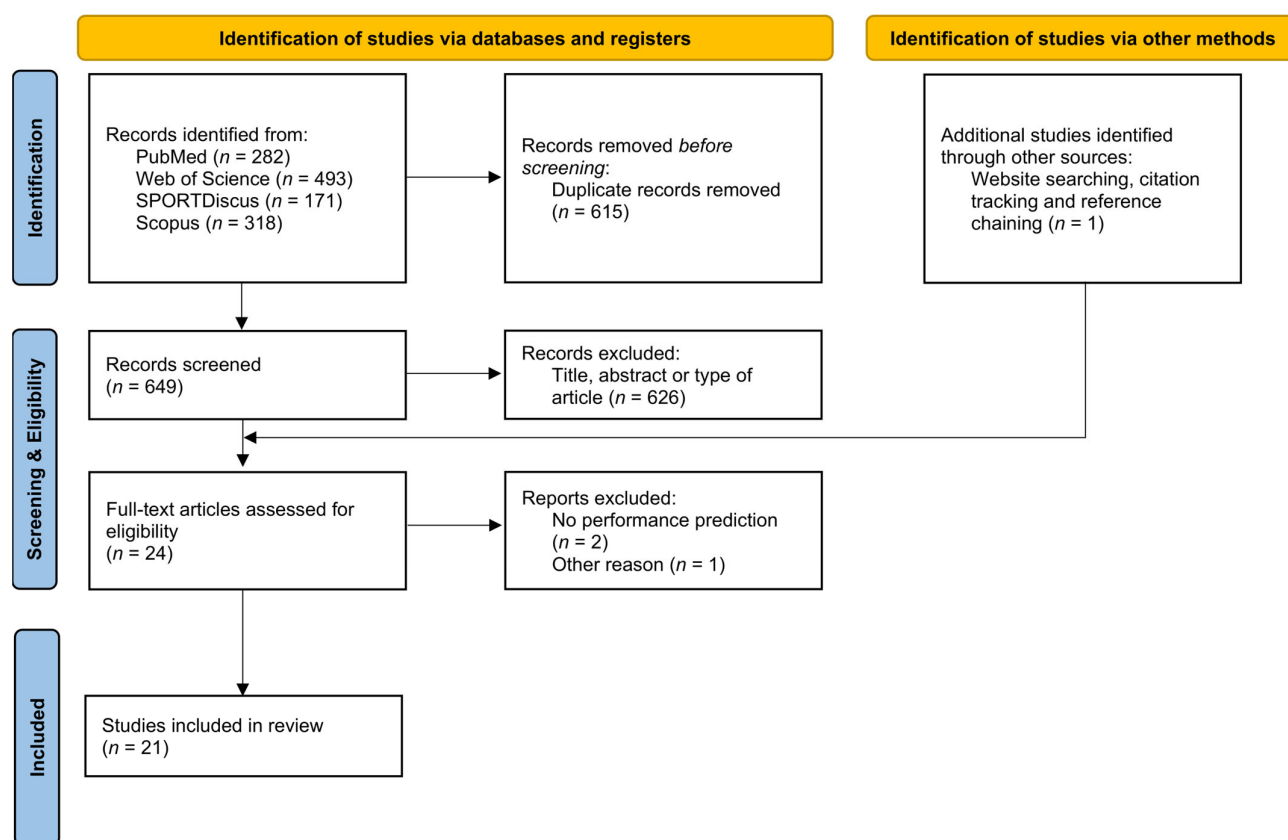 Identification of studies via databases and registers
Identification of studies via other methods
Identification
Records identified from:
PubMed (n = 282)
Web of Science (n = 493)
SPORTDiscus (n = 171)
Scopus (n = 318)
Records removed before
screening:
Duplicate records removed
(n = 615)
Additional studies identified
through other sources:
Website searching, citation
tracking and reference
chaining (n = 1)
Screening & Eligibility
Records screened
(n = 649)
Records excluded:
Title, abstract or type of
article (n = 626)
Full-text articles assessed for
eligibility
(n = 24)
Reports excluded:
No performance prediction
(n = 2)
Other reason (n = 1)
Included
Studies included in review
(n = 21)